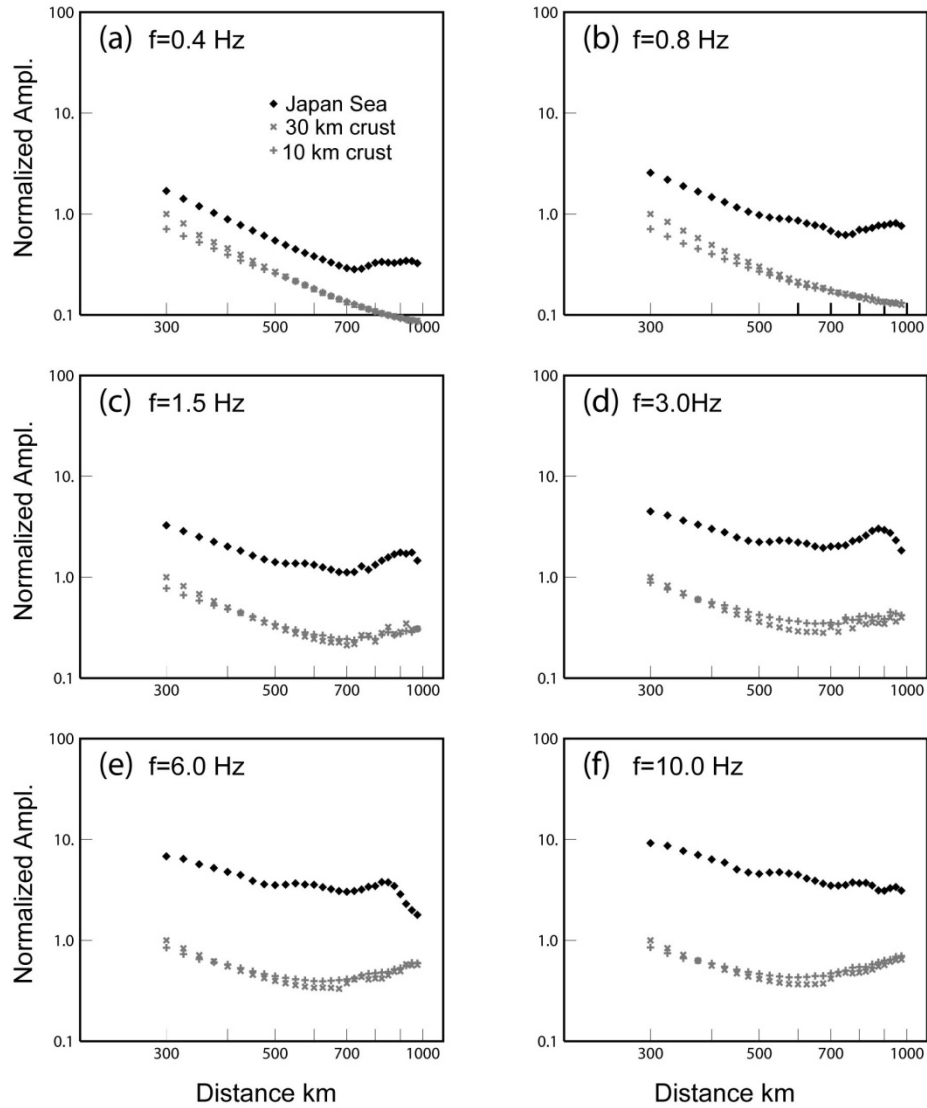 100
(a) f=0.4 Hz
10.
Japan Sea
30 km crust
10 km crust
Normalized Ampl.
1.0
0.1
300 500 700 1000
100
(b) f=0.8 Hz
10.
1.0
0.1
300 500 700 1000
100
(c) f=1.5 Hz
10.
Normalized Ampl.
1.0
0.1
300 500 700 1000
100
(d) f=3.0Hz
10.
1.0
0.1
300 500 700 1000
100
(e) f=6.0 Hz
10.
Normalized Ampl.
1.0
0.1
300 500 700 1000
Distance km
100
(f) f=10.0 Hz
10.
1.0
0.1
300 500 700 1000
Distance km